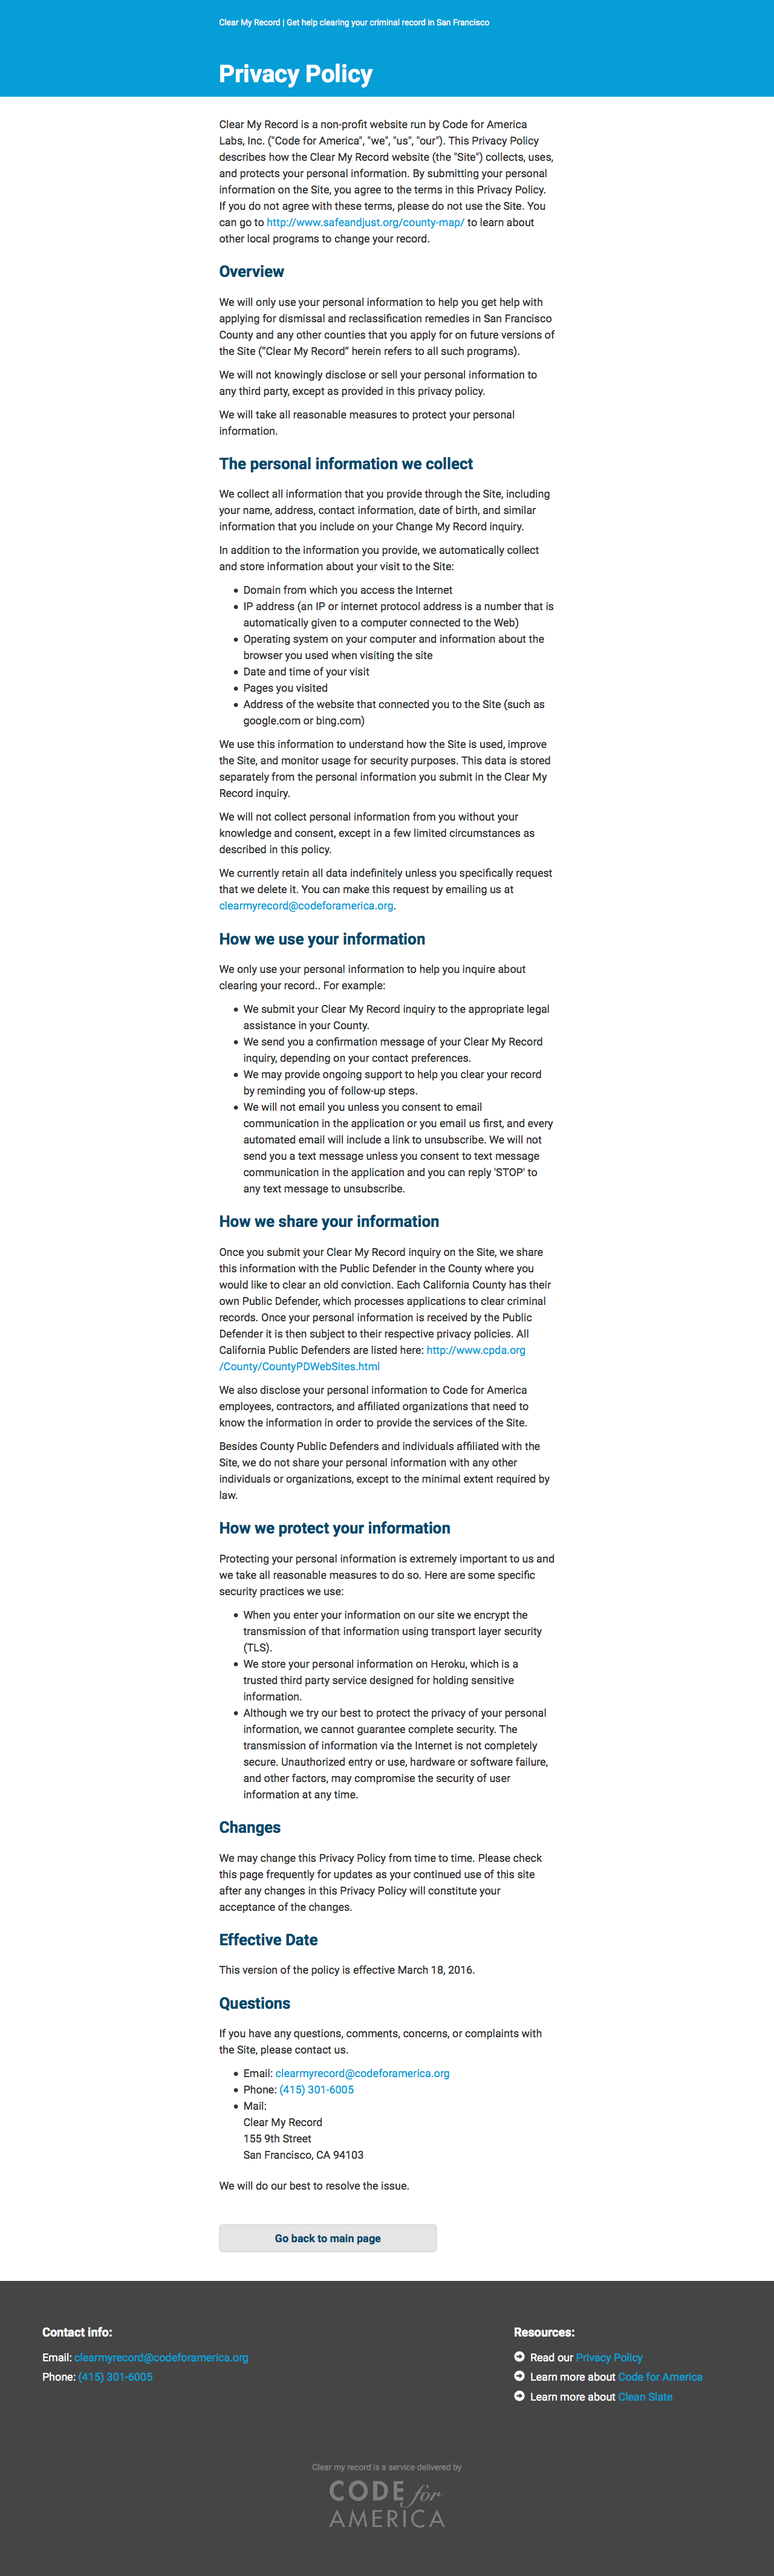 Clear My Record | Get help clearing your criminal record in San Francisco
Privacy Policy
Clear My Record is a non-profit website run by Code for America
Labs, Inc. ("Code for America", "we", "us", "our"). This Privacy Policy
describes how the Clear My Record website (the "Site") collects, uses,
and protects your personal information. By submitting your personal
information on the Site, you agree to the terms in this Privacy Policy.
If you do not agree with these terms, please do not use the Site. You
can go to http://www.safeandjust.org/county-map/ to learn about
other local programs to change your record.
Overview
We will only use your personal information to help you get help with
applying for dismissal and reclassification remedies in San Francisco
County and any other counties that you apply for on future versions of
the Site (“Clear My Record” herein refers to all such programs).
We will not knowingly disclose or sell your personal information to
any third party, except as provided in this privacy policy.
We will take all reasonable measures to protect your personal
information.
The personal information we collect
We collect all information that you provide through the Site, including
your name, address, contact information, date of birth, and similar
information that you include on your Change My Record inquiry.
In addition to the information you provide, we automatically collect
and store information about your visit to the Site:
• Domain from which you access the Internet
• IP address (an IP or internet protocol address is a number that is
automatically given to a computer connected to the Web)
• Operating system on your computer and information about the
browser you used when visiting the site
• Date and time of your visit
• Pages you visited
• Address of the website that connected you to the Site (such as
google.com or bing.com)
We use this information to understand how the Site is used, improve
the Site, and monitor usage for security purposes. This data is stored
separately from the personal information you submit in the Clear My
Record inquiry.
We will not collect personal information from you without your
knowledge and consent, except in a few limited circumstances as
described in this policy.
We currently retain all data indefinitely unless you specifically request
that we delete it. You can make this request by emailing us at
clearmyrecord@codeforamerica.org.
How we use your information
We only use your personal information to help you inquire about
clearing your record.. For example:
• We submit your Clear My Record inquiry to the appropriate legal
assistance in your County.
• We send you a confirmation message of your Clear My Record
inquiry, depending on your contact preferences.
• We may provide ongoing support to help you clear your record
by reminding you of follow-up steps.
• We will not email you unless you consent to email
communication in the application or you email us first, and every
automated email will include a link to unsubscribe. We will not
send you a text message unless you consent to text message
communication in the application and you can reply 'STOP' to
any text message to unsubscribe.
How we share your information
Once you submit your Clear My Record inquiry on the Site, we share
this information with the Public Defender in the County where you
would like to clear an old conviction. Each California County has their
own Public Defender, which processes applications to clear criminal
records. Once your personal information is received by the Public
Defender it is then subject to their respective privacy policies. All
California Public Defenders are listed here: http://www.cpda.org
/County/CountyPDWebSites.html
We also disclose your personal information to Code for America
employees, contractors, and affiliated organizations that need to
know the information in order to provide the services of the Site.
Besides County Public Defenders and individuals affiliated with the
Site, we do not share your personal information with any other
individuals or organizations, except to the minimal extent required by
law.
How we protect your information
Protecting your personal information is extremely important to us and
we take all reasonable measures to do so. Here are some specific
security practices we use:
• When you enter your information on our site we encrypt the
transmission of that information using transport layer security
(TLS).
• We store your personal information on Heroku, which is a
trusted third party service designed for holding sensitive
information.
• Although we try our best to protect the privacy of your personal
information, we cannot guarantee complete security. The
transmission of information via the Internet is not completely
secure. Unauthorized entry or use, hardware or software failure,
and other factors, may compromise the security of user
information at any time.
Changes
We may change this Privacy Policy from time to time. Please check
this page frequently for updates as your continued use of this site
after any changes in this Privacy Policy will constitute your
acceptance of the changes.
Effective Date
This version of the policy is effective March 18, 2016.
Questions
If you have any questions, comments, concerns, or complaints with
the Site, please contact us.
• Email: clearmyrecord@codeforamerica.org
• Phone: (415) 301-6005
• Mail:
Clear My Record
155 9th Street
San Francisco, CA 94103
We will do our best to resolve the issue.
Go back to main page
Contact info:
Email: clearmyrecord@codeforamerica.org
Phone: (415) 301-6005
Resources:
Read our Privacy Policy
Learn more about Code for America
Learn more about Clean Slate
Clear my record is a service delivered by
CODE for
AMERICA